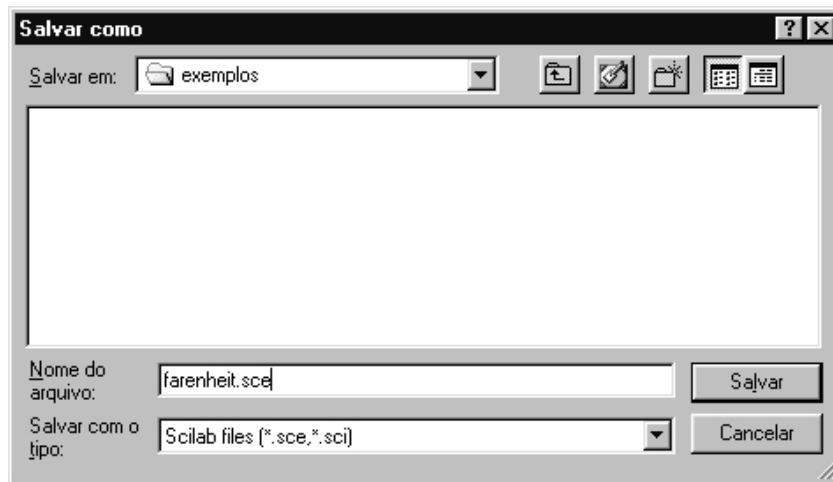 Salvar como
Salvar em: exemplos
Nome do
arquivo: farenheit.sce
Salvar
Salvar com o
tipo: Scilab files (*.sce,*.sci)
Cancelar